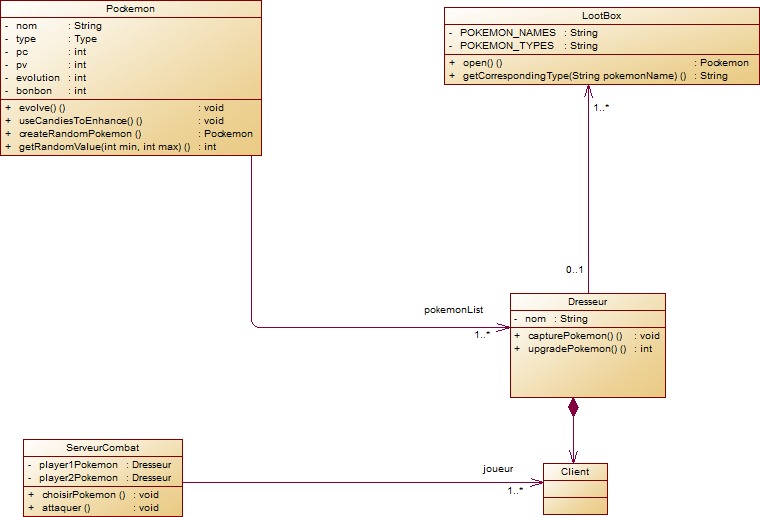 Pockemon
- nom : String
- type : Type
- pc : int
- pv : int
- evolution : int
- bonbon : int
+ evolve() () : void
+ useCandiesToEnhance() () : void
+ createRandomPokemon () : Pockemon
+ getRandomValue(int min, int max) () : int
LootBox
- POKEMON_NAMES : String
- POKEMON_TYPES : String
+ open() () : Pockemon
+ getCorrespondingType(String pokemonName) () : String
1..*
0..1
pokemonList
1..*
Dresseur
- nom : String
+ capturePokemon() () : void
+ upgradePokemon() () : int
ServeurCombat
- player1Pokemon : Dresseur
- player2Pokemon : Dresseur
+ choisirPokemon () : void
+ attaquer () : void
joueur
1..*
Client